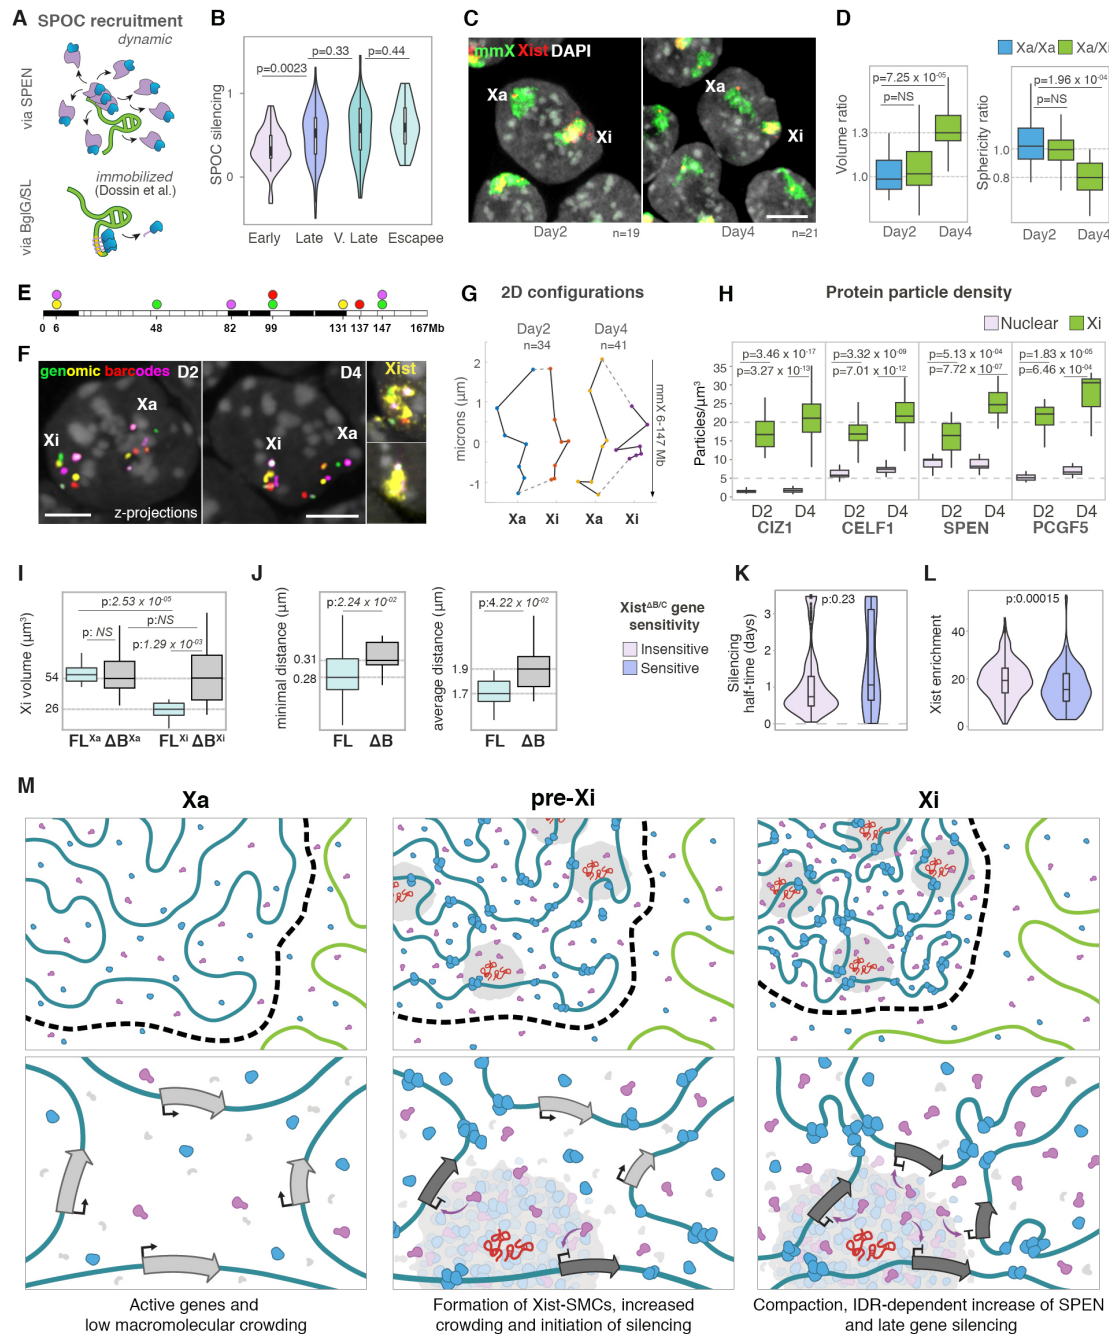 A SPOC recruitment
dynamic
via SPEN
immobilized
(Dossin et al.)
via BglG/SL
B
p=0.33 p=0.44
p=0.0023
SPOC silencing
1
0
Early Late V. Late Escapee
C
mmX Xist DAPI
Xa
Xi
Xa
Xi
Day2 n=19 Day4 n=21
D
Xa/Xa Xa/Xi
p=7.25 x 10-05
p=NS
Volume ratio
1.3
1.0
Day2 Day4
p=1.96 x 10-04
p=NS
Sphericity ratio
1.0
0.8
Day2 Day4
E
0 6 48 82 99 131 137 147 167Mb
F
genomic barcodes D2
Xa
Xi
z-projections
D4
Xi
Xa
Xist
G 2D configurations
Day2 Day4
n=34 n=41
microns (µm)
2
1
0
-1
mmX 6-147 Mb
Xa Xi Xa Xi
H Protein particle density
Nuclear Xi
p=3.46 x 10-17 p=3.32 x 10-09 p=5.13 x 10-04 p=1.83 x 10-05
p=3.27 x 10-13 p=7.01 x 10-12 p=7.72 x 10-07 p=6.46 x 10-04
Particles/µm³
35
30
20
10
5
0
D2 D4 D2 D4 D2 D4 D2 D4
CIZ1 CELF1 SPEN PCGF5
I
p:2.53 x 10-05
p:NS
p: NS
p:1.29 x 10-03
Xi volume (µm³)
54
26
FLXa ΔBXa FLXi ΔBXi
J
p:2.24 x 10-02
minimal distance (µm)
0.31
0.28
FL ΔB
p:4.22 x 10-02
average distance (µm)
1.9
1.7
FL ΔB
XistΔB/C gene
sensitivity
Insensitive
Sensitive
K
p:0.23
Silencing
half-time (days)
3
2
1
0
L
p:0.00015
Xist enrichment
40
20
0
M
Xa pre-Xi Xi
Active genes and
low macromolecular crowding
Formation of Xist-SMCs, increased
crowding and initiation of silencing
Compaction, IDR-dependent increase of SPEN
and late gene silencing